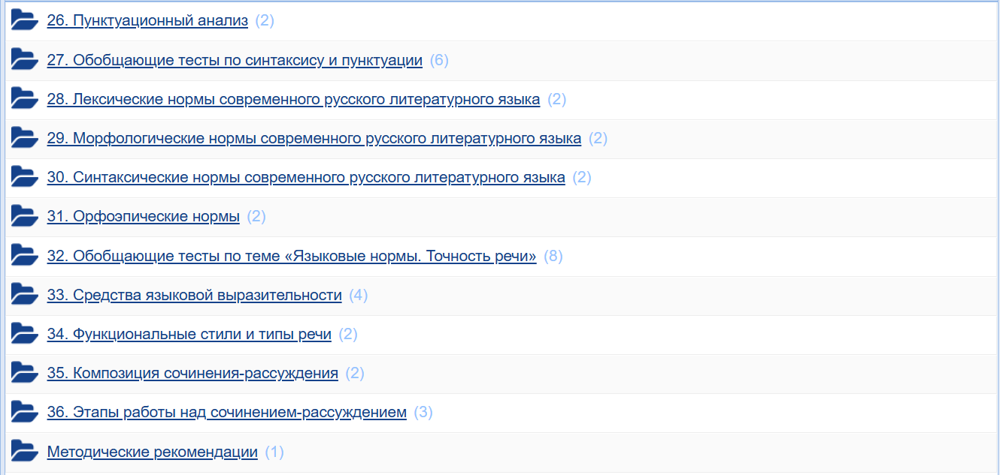 26. Пунктуационный анализ (2)
27. Обобщающие тесты по синтаксису и пунктуации (6)
28. Лексические нормы современного русского литературного языка (2)
29. Морфологические нормы современного русского литературного языка (2)
30. Синтаксические нормы современного русского литературного языка (2)
31. Орфоэпические нормы (2)
32. Обобщающие тесты по теме «Языковые нормы. Точность речи» (8)
33. Средства языковой выразительности (4)
34. Функциональные стили и типы речи (2)
35. Композиция сочинения-рассуждения (2)
36. Этапы работы над сочинением-рассуждением (3)
Методические рекомендации (1)